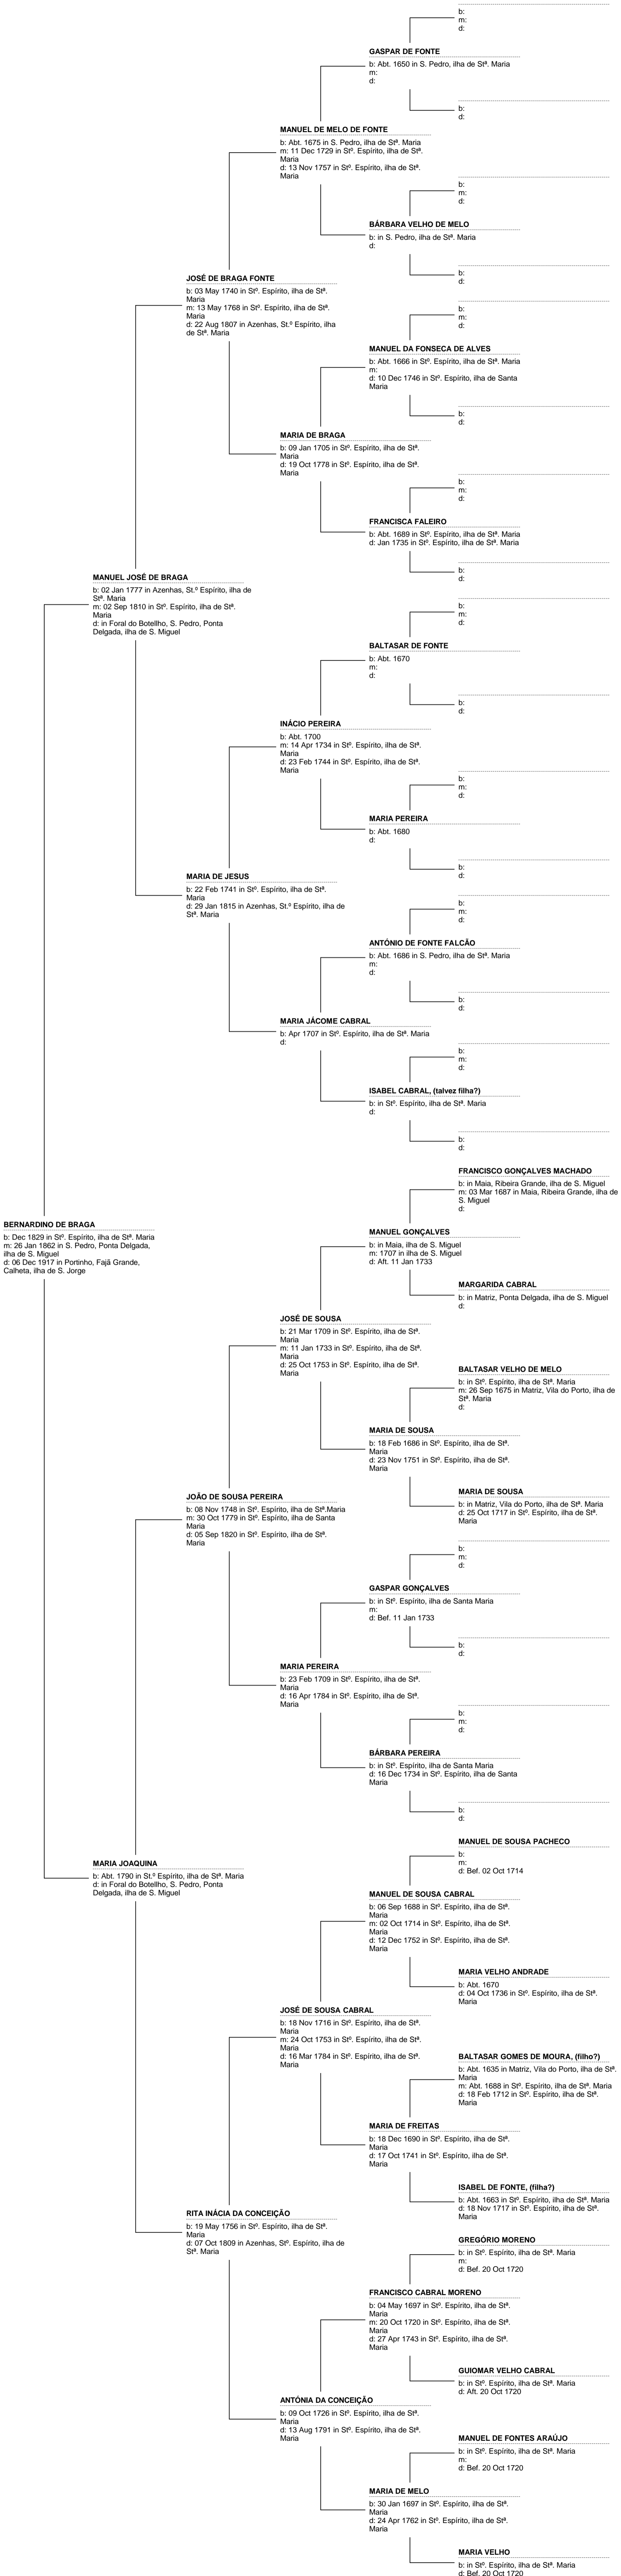 b:
m:
d:
GASPAR DE FONTE
b: Abt. 1650 in S. Pedro, ilha de Stª. Maria
m:
d:
b:
d:
MANUEL DE MELO DE FONTE
b: Abt. 1675 in S. Pedro, ilha de Stª. Maria
m: 11 Dec 1729 in Stº. Espírito, ilha de Stª.
Maria
d: 13 Nov 1757 in Stº. Espírito, ilha de Stª.
Maria
b:
m:
d:
BÁRBARA VELHO DE MELO
b: in S. Pedro, ilha de Stª. Maria
d:
b:
d:
JOSÉ DE BRAGA FONTE
b: 03 May 1740 in Stº. Espírito, ilha de Stª.
Maria
m: 13 May 1768 in Stº. Espírito, ilha de Stª.
Maria
d: 22 Aug 1807 in Azenhas, St.º Espírito, ilha
de Stª. Maria
b:
m:
d:
MANUEL DA FONSECA DE ALVES
b: Abt. 1666 in Stº. Espírito, ilha de Stª. Maria
m:
d: 10 Dec 1746 in Stº. Espírito, ilha de Santa
Maria
b:
d:
MARIA DE BRAGA
b: 09 Jan 1705 in Stº. Espírito, ilha de Stª.
Maria
d: 19 Oct 1778 in Stº. Espírito, ilha de Stª.
Maria
b:
m:
d:
FRANCISCA FALEIRO
b: Abt. 1689 in Stº. Espírito, ilha de Stª. Maria
d: Jan 1735 in Stº. Espírito, ilha de Stª. Maria
b:
d:
MANUEL JOSÉ DE BRAGA
b: 02 Jan 1777 in Azenhas, St.º Espírito, ilha de
Stª. Maria
m: 02 Sep 1810 in Stº. Espírito, ilha de Stª.
Maria
d: in Foral do Botellho, S. Pedro, Ponta
Delgada, ilha de S. Miguel
b:
m:
d:
BALTASAR DE FONTE
b: Abt. 1670
m:
d:
b:
d:
INÁCIO PEREIRA
b: Abt. 1700
m: 14 Apr 1734 in Stº. Espírito, ilha de Stª.
Maria
d: 23 Feb 1744 in Stº. Espírito, ilha de Stª.
Maria
b:
m:
d:
MARIA PEREIRA
b: Abt. 1680
d:
b:
d:
MARIA DE JESUS
b: 22 Feb 1741 in Stº. Espírito, ilha de Stª.
Maria
d: 29 Jan 1815 in Azenhas, St.º Espírito, ilha de
Stª. Maria
b:
m:
d:
ANTÓNIO DE FONTE FALCÃO
b: Abt. 1686 in S. Pedro, ilha de Stª. Maria
m:
d:
b:
d:
MARIA JÁCOME CABRAL
b: Apr 1707 in Stº. Espírito, ilha de Stª. Maria
d:
b:
m:
d:
ISABEL CABRAL, (talvez filha?)
b: in Stº. Espírito, ilha de Stª. Maria
d:
b:
d:
BERNARDINO DE BRAGA
b: Dec 1829 in Stº. Espírito, ilha de Stª. Maria
m: 26 Jan 1862 in S. Pedro, Ponta Delgada,
ilha de S. Miguel
d: 06 Dec 1917 in Portinho, Fajã Grande,
Calheta, ilha de S. Jorge
FRANCISCO GONÇALVES MACHADO
b: in Maia, Ribeira Grande, ilha de S. Miguel
m: 03 Mar 1687 in Maia, Ribeira Grande, ilha de
S. Miguel
d:
MANUEL GONÇALVES
b: in Maia, ilha de S. Miguel
m: 1707 in ilha de S. Miguel
d: Aft. 11 Jan 1733
MARGARIDA CABRAL
b: in Matriz, Ponta Delgada, ilha de S. Miguel
d:
JOSÉ DE SOUSA
b: 21 Mar 1709 in Stº. Espírito, ilha de Stª.
Maria
m: 11 Jan 1733 in Stº. Espírito, ilha de Stª.
Maria
d: 25 Oct 1753 in Stº. Espírito, ilha de Stª.
Maria
BALTASAR VELHO DE MELO
b: in Stº. Espírito, ilha de Stª. Maria
m: 26 Sep 1675 in Matriz, Vila do Porto, ilha de
Stª. Maria
d:
MARIA DE SOUSA
b: 18 Feb 1686 in Stº. Espírito, ilha de Stª.
Maria
d: 23 Nov 1751 in Stº. Espírito, ilha de Stª.
Maria
MARIA DE SOUSA
b: in Matriz, Vila do Porto, ilha de Stª. Maria
d: 25 Oct 1717 in Stº. Espírito, ilha de Stª.
Maria
JOÃO DE SOUSA PEREIRA
b: 08 Nov 1748 in Stº. Espírito, ilha de Stª.Maria
m: 30 Oct 1779 in Stº. Espírito, ilha de Santa
Maria
d: 05 Sep 1820 in Stº. Espírito, ilha de Stª.
Maria
b:
m:
d:
GASPAR GONÇALVES
b: in Stº. Espírito, ilha de Santa Maria
m:
d: Bef. 11 Jan 1733
b:
d:
MARIA PEREIRA
b: 23 Feb 1709 in Stº. Espírito, ilha de Stª.
Maria
d: 16 Apr 1784 in Stº. Espírito, ilha de Stª.
Maria
b:
m:
d:
BÁRBARA PEREIRA
b: in Stº. Espírito, ilha de Santa Maria
d: 16 Dec 1734 in Stº. Espírito, ilha de Santa
Maria
b:
d:
MARIA JOAQUINA
b: Abt. 1790 in St.º Espírito, ilha de Stª. Maria
d: in Foral do Botellho, S. Pedro, Ponta
Delgada, ilha de S. Miguel
MANUEL DE SOUSA PACHECO
b:
m:
d: Bef. 02 Oct 1714
MANUEL DE SOUSA CABRAL
b: 06 Sep 1688 in Stº. Espírito, ilha de Stª.
Maria
m: 02 Oct 1714 in Stº. Espírito, ilha de Stª.
Maria
d: 12 Dec 1752 in Stº. Espírito, ilha de Stª.
Maria
MARIA VELHO ANDRADE
b: Abt. 1670
d: 04 Oct 1736 in Stº. Espírito, ilha de Stª.
Maria
JOSÉ DE SOUSA CABRAL
b: 18 Nov 1716 in Stº. Espírito, ilha de Stª.
Maria
m: 24 Oct 1753 in Stº. Espírito, ilha de Stª.
Maria
d: 16 Mar 1784 in Stº. Espírito, ilha de Stª.
Maria
BALTASAR GOMES DE MOURA, (filho?)
b: Abt. 1635 in Matriz, Vila do Porto, ilha de Stª.
Maria
m: Abt. 1688 in Stº. Espírito, ilha de Stª. Maria
d: 18 Feb 1712 in Stº. Espírito, ilha de Stª.
Maria
MARIA DE FREITAS
b: 18 Dec 1690 in Stº. Espírito, ilha de Stª.
Maria
d: 17 Oct 1741 in Stº. Espírito, ilha de Stª.
Maria
ISABEL DE FONTE, (filha?)
b: Abt. 1663 in Stº. Espírito, ilha de Stª. Maria
d: 18 Nov 1717 in Stº. Espírito, ilha de Stª.
Maria
RITA INÁCIA DA CONCEIÇÃO
b: 19 May 1756 in Stº. Espírito, ilha de Stª.
Maria
d: 07 Oct 1809 in Azenhas, Stº. Espírito, ilha de
Stª. Maria
GREGÓRIO MORENO
b: in Stº. Espírito, ilha de Stª. Maria
m:
d: Bef. 20 Oct 1720
FRANCISCO CABRAL MORENO
b: 04 May 1697 in Stº. Espírito, ilha de Stª.
Maria
m: 20 Oct 1720 in Stº. Espírito, ilha de Stª.
Maria
d: 27 Apr 1743 in Stº. Espírito, ilha de Stª.
Maria
GUIOMAR VELHO CABRAL
b: in Stº. Espírito, ilha de Stª. Maria
d: Aft. 20 Oct 1720
ANTÓNIA DA CONCEIÇÃO
b: 09 Oct 1726 in Stº. Espírito, ilha de Stª.
Maria
d: 13 Aug 1791 in Stº. Espírito, ilha de Stª.
Maria
MANUEL DE FONTES ARAÚJO
b: in Stº. Espírito, ilha de Stª. Maria
m:
d: Bef. 20 Oct 1720
MARIA DE MELO
b: 30 Jan 1697 in Stº. Espírito, ilha de Stª.
Maria
d: 24 Apr 1762 in Stº. Espírito, ilha de Stª.
Maria
MARIA VELHO
b: in Stº. Espírito, ilha de Stª. Maria
d: Bef. 20 Oct 1720